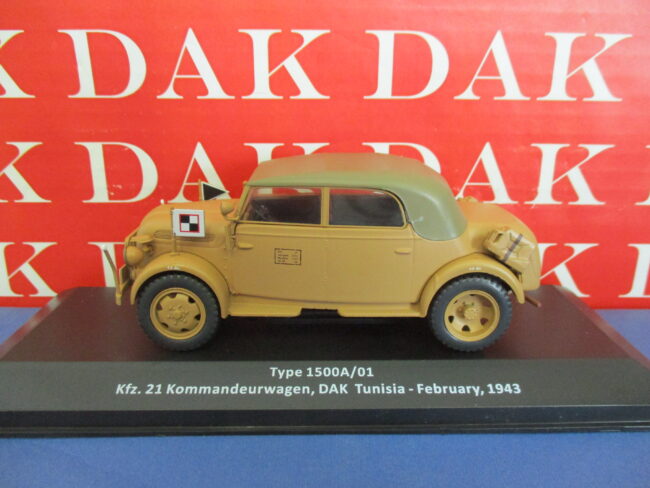 DAK DAK DAK
DAK DAK DAK
DAK DAK DAK
Type 1500A/01
Kfz. 21 Kommandeurwagen, DAK Tunisia - February, 1943